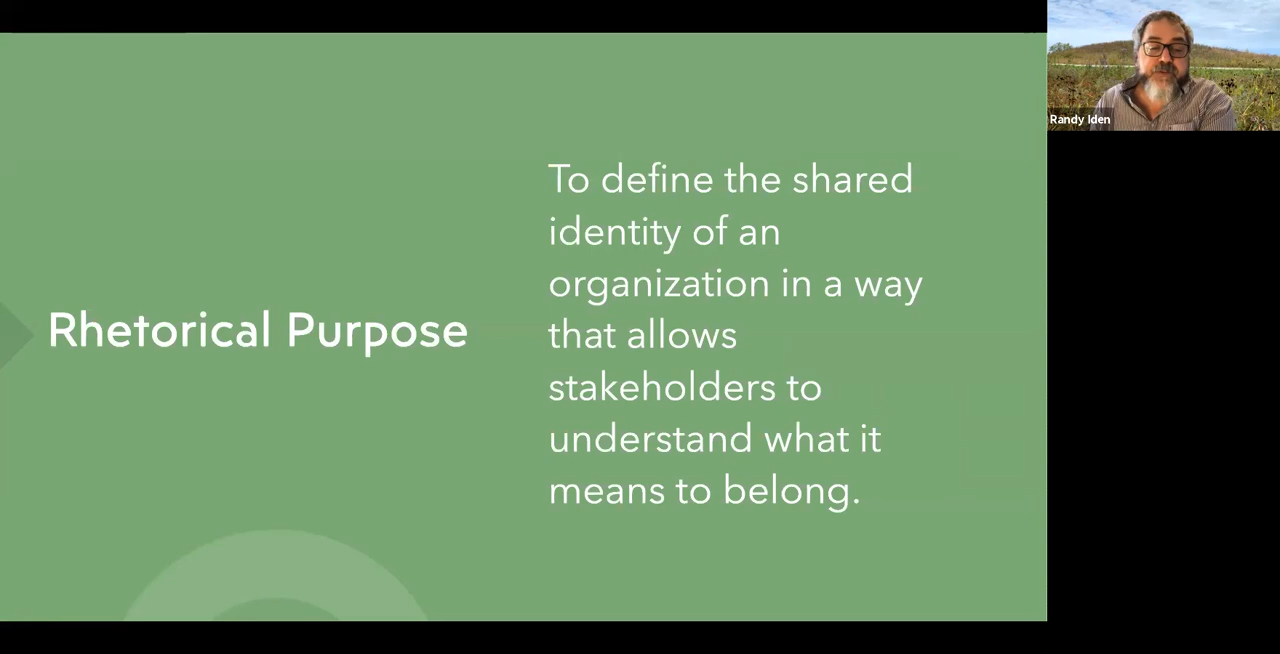 Rhetorical Purpose
To define the shared
identity of an
organization in a way
that allows
stakeholders to
understand what it
means to belong.
Randy Iden